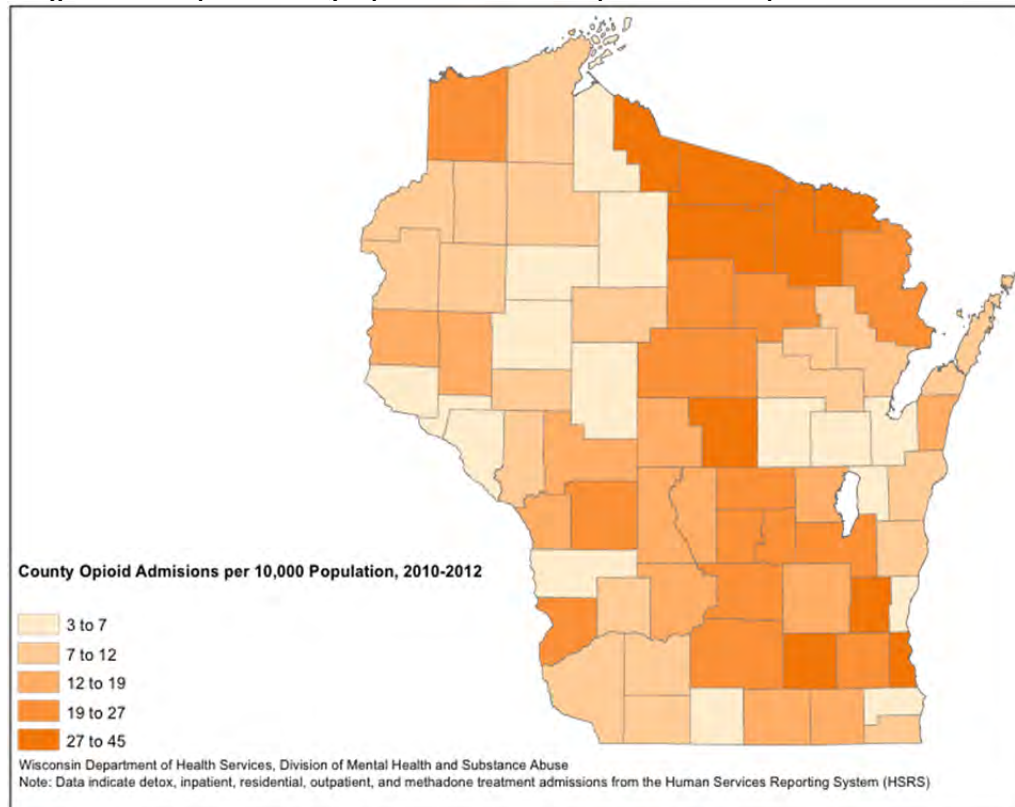 County Opioid Admisions per 10,000 Population, 2010-2012
3 to 7
7 to 12
12 to 19
19 to 27
27 to 45
Wisconsin Department of Health Services, Division of Mental Health and Substance Abuse
Note: Data indicate detox, inpatient, residential, outpatient, and methadone treatment admissions from the Human Services Reporting System (HSRS)